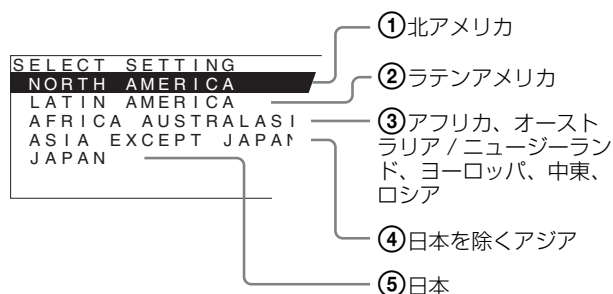 SELECT SETTING
NORTH AMERICA
LATIN AMERICA
AFRICA AUSTRALASI
ASIA EXCEPT JAPAN
JAPAN
①北アメリカ
②ラテンアメリカ
③アフリカ、オースト
ラリア / ニュージーラン
ド、ヨーロッパ、中東、
ロシア
④日本を除くアジア
⑤日本